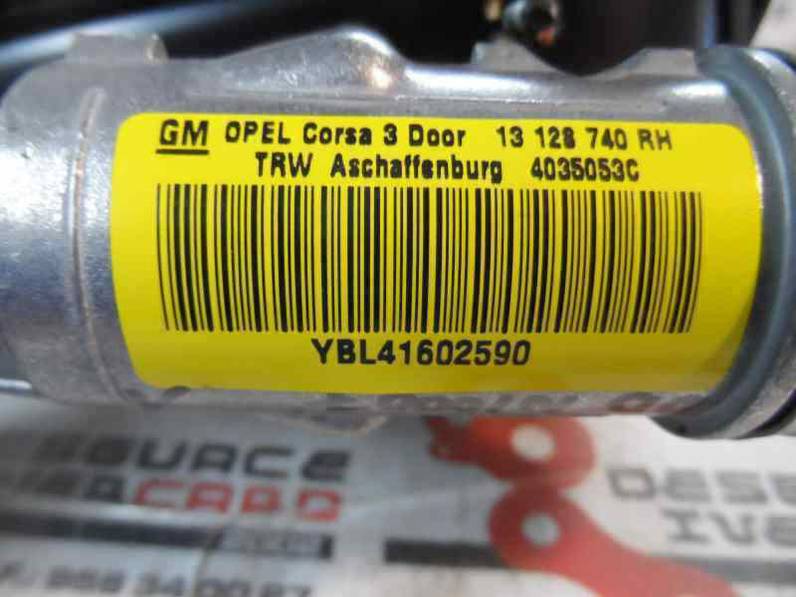 GM OPEL Corsa 3 Door 13 128 740 RH
TRW Aschaffenburg 4035053C
YBL41602590